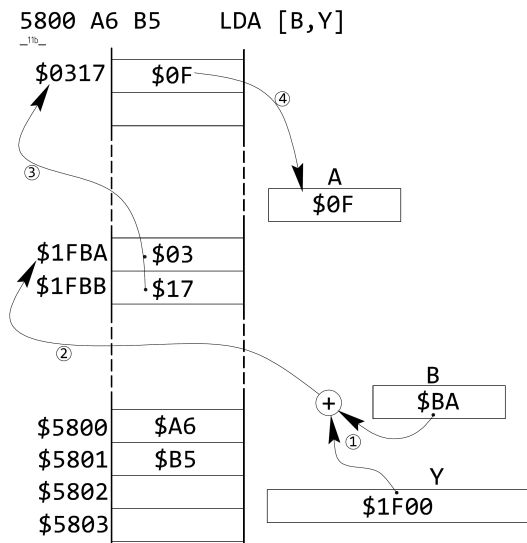 5800 A6 B5 LDA [B,Y]
_11b_
$0317 $0F
④
③
A
$0F
$1FBA $03
$1FBB $17
②
B
+ $BA
①
$5800 $A6
$5801 $B5
Y
$5802
$1F00
$5803